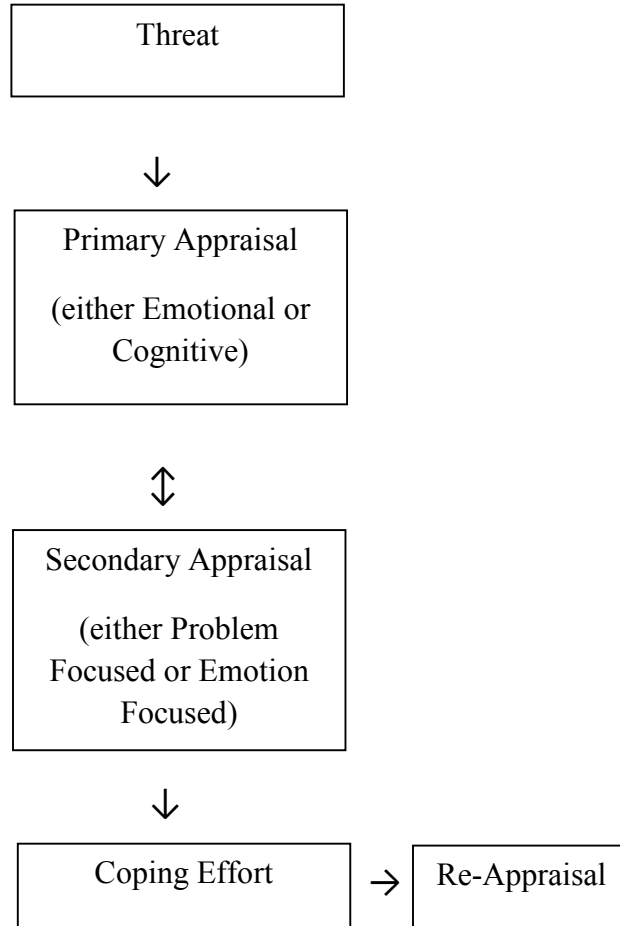 Threat
↓
Primary Appraisal
(either Emotional or
Cognitive)
↕
Secondary Appraisal
(either Problem
Focused or Emotion
Focused)
↓
Coping Effort → Re-Appraisal